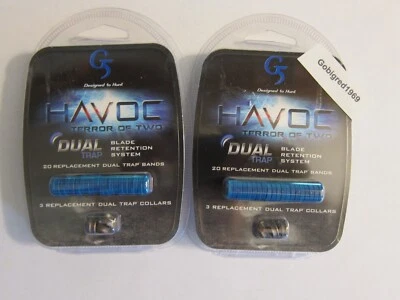 G5
Designed to Hunt
HAVOC
TERROR OF TWO
DUAL TRAP
BLADE
RETENTION
SYSTEM
20 REPLACEMENT DUAL TRAP BANDS
3 REPLACEMENT DUAL TRAP COLLARS
G5
Designed to Hunt
HAVOC
TERROR OF TWO
DUAL TRAP
BLADE
RETENTION
SYSTEM
20 REPLACEMENT DUAL TRAP BANDS
3 REPLACEMENT DUAL TRAP COLLARS
Gobigred1969